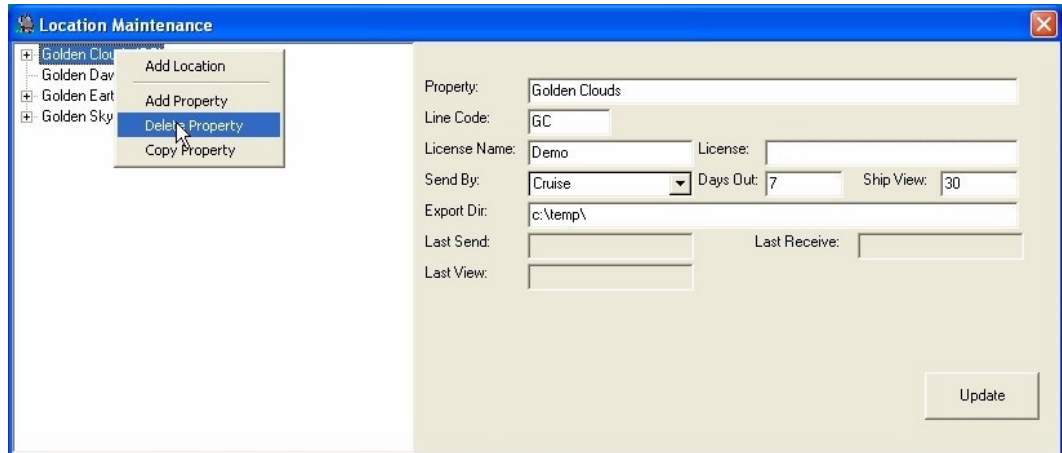 Location Maintenance
Golden Clou
Golden Daw
Golden Eart
Golden Sky
Add Location
Add Property
Delete Property
Copy Property
Property: Golden Clouds
Line Code: GC
License Name: Demo License:
Send By: Cruise Days Out: 7 Ship View: 30
Export Dir: c:\temp\
Last Send: Last Receive:
Last View:
Update